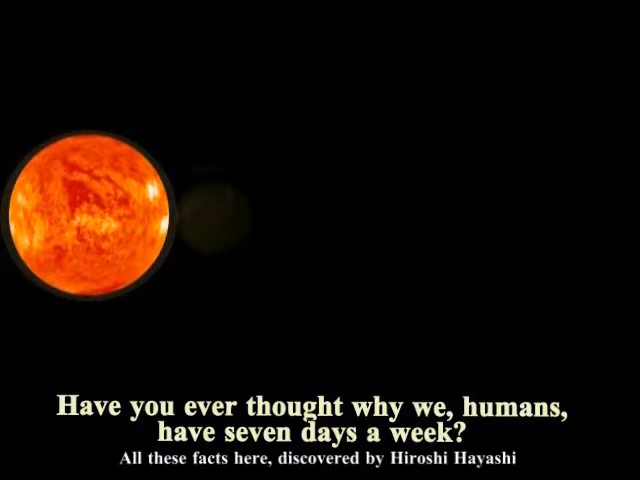 Have you ever thought why we, humans,
have seven days a week?
All these facts here, discovered by Hiroshi Hayashi